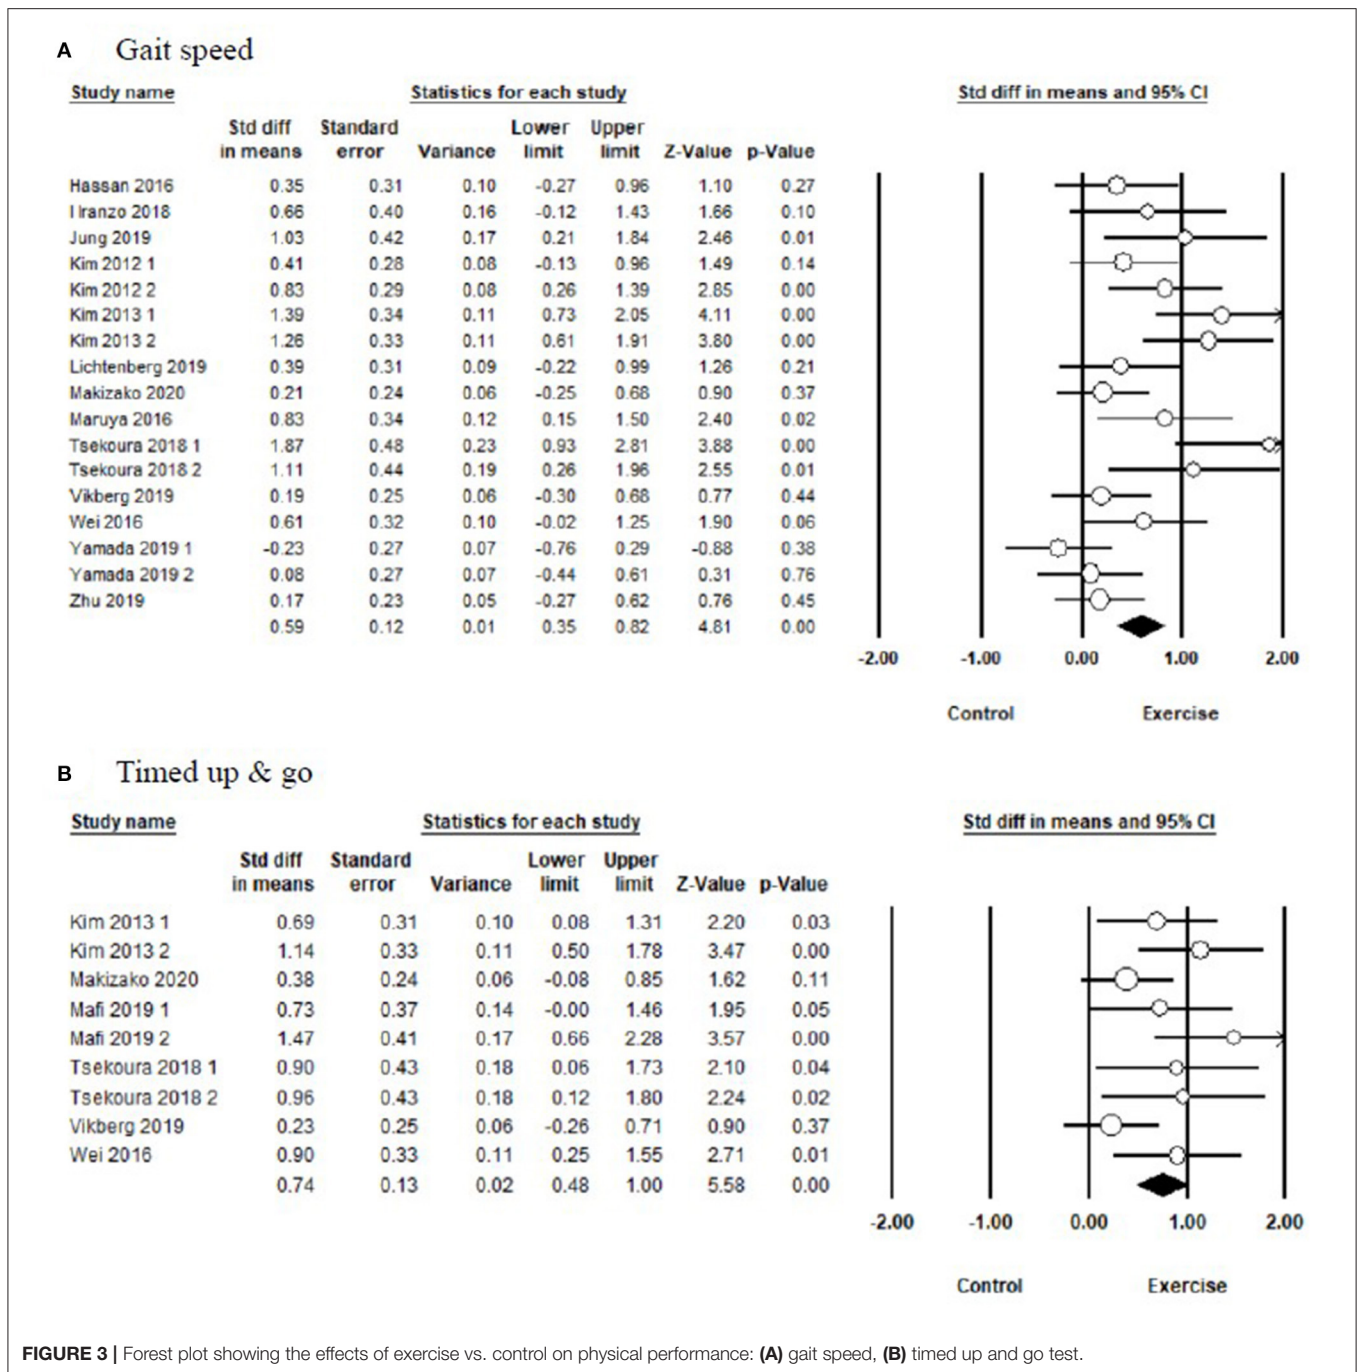 A Gait speed
Study name Statistics for each study Std diff in means and 95% CI
Std diff Standard Lower Upper
in means error Variance limit limit Z-Value p-Value
Hassan 2016 0.35 0.31 0.10 -0.27 0.96 1.10 0.27
Hranzo 2018 0.66 0.40 0.16 -0.12 1.43 1.66 0.10
Jung 2019 1.03 0.42 0.17 0.21 1.84 2.46 0.01
Kim 2012 1 0.41 0.28 0.08 -0.13 0.96 1.49 0.14
Kim 2012 2 0.83 0.29 0.08 0.26 1.39 2.85 0.00
Kim 2013 1 1.39 0.34 0.11 0.73 2.05 4.11 0.00
Kim 2013 2 1.26 0.33 0.11 0.61 1.91 3.80 0.00
Lichtenberg 2019 0.39 0.31 0.09 -0.22 0.99 1.26 0.21
Makizako 2020 0.21 0.24 0.06 -0.25 0.68 0.90 0.37
Maruya 2016 0.83 0.34 0.12 0.15 1.50 2.40 0.02
Tsekoura 2018 1 1.87 0.48 0.23 0.93 2.81 3.88 0.00
Tsekoura 2018 2 1.11 0.44 0.19 0.26 1.96 2.55 0.01
Vikberg 2019 0.19 0.25 0.06 -0.30 0.68 0.77 0.44
Wei 2016 0.61 0.32 0.10 -0.02 1.25 1.90 0.06
Yamada 2019 1 -0.23 0.27 0.07 -0.76 0.29 -0.88 0.38
Yamada 2019 2 0.08 0.27 0.07 -0.44 0.61 0.31 0.76
Zhu 2019 0.17 0.23 0.05 -0.27 0.62 0.76 0.45
0.59 0.12 0.01 0.35 0.82 4.81 0.00
-2.00 -1.00 0.00 1.00 2.00
Control Exercise
B Timed up & go
Study name Statistics for each study Std diff in means and 95% CI
Std diff Standard Lower Upper
in means error Variance limit limit Z-Value p-Value
Kim 2013 1 0.69 0.31 0.10 0.08 1.31 2.20 0.03
Kim 2013 2 1.14 0.33 0.11 0.50 1.78 3.47 0.00
Makizako 2020 0.38 0.24 0.06 -0.08 0.85 1.62 0.11
Mafi 2019 1 0.73 0.37 0.14 -0.00 1.46 1.95 0.05
Mafi 2019 2 1.47 0.41 0.17 0.66 2.28 3.57 0.00
Tsekoura 2018 1 0.90 0.43 0.18 0.06 1.73 2.10 0.04
Tsekoura 2018 2 0.96 0.43 0.18 0.12 1.80 2.24 0.02
Vikberg 2019 0.23 0.25 0.06 -0.26 0.71 0.90 0.37
Wei 2016 0.90 0.33 0.11 0.25 1.55 2.71 0.01
0.74 0.13 0.02 0.48 1.00 5.58 0.00
-2.00 -1.00 0.00 1.00 2.00
Control Exercise
FIGURE 3 | Forest plot showing the effects of exercise vs. control on physical performance: (A) gait speed, (B) timed up and go test.